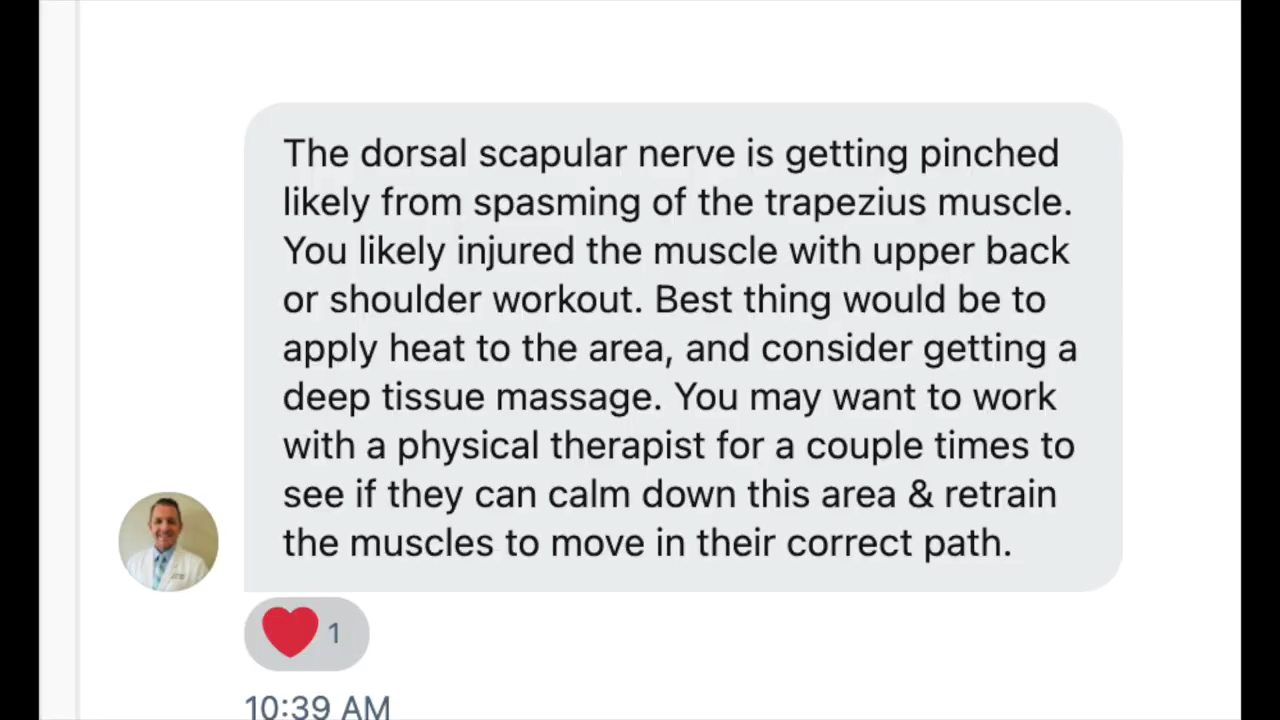 The dorsal scapular nerve is getting pinched
likely from spasming of the trapezius muscle.
You likely injured the muscle with upper back
or shoulder workout. Best thing would be to
apply heat to the area, and consider getting a
deep tissue massage. You may want to work
with a physical therapist for a couple times to
see if they can calm down this area & retrain
the muscles to move in their correct path.
1
10:39 AM